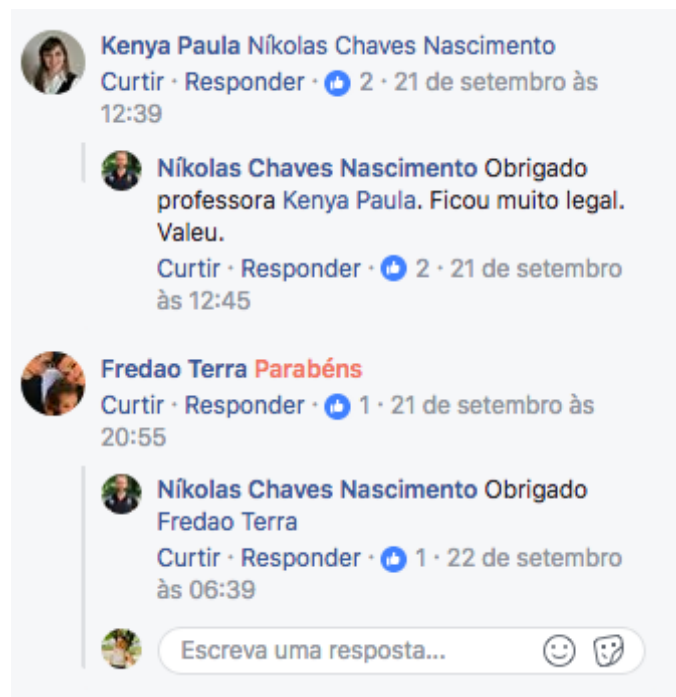 Kenya Paula Níkolas Chaves Nascimento
Curtir · Responder · 2 · 21 de setembro às
12:39
Níkolas Chaves Nascimento Obrigado
professora Kenya Paula. Ficou muito legal.
Valeu.
Curtir · Responder · 2 · 21 de setembro
às 12:45
Fredao Terra Parabéns
Curtir · Responder · 1 · 21 de setembro às
20:55
Níkolas Chaves Nascimento Obrigado
Fredao Terra
Curtir · Responder · 1 · 22 de setembro
às 06:39
Escreva uma resposta...